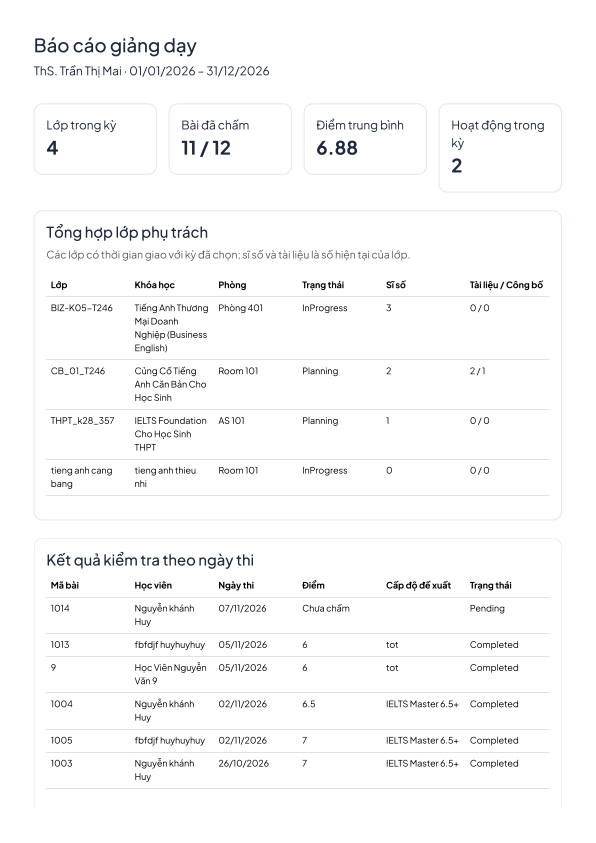 Báo cáo giảng dạy
ThS. Trần Thị Mai · 01/01/2026 – 31/12/2026
Lớp trong kỳ
4
Bài đã chấm
11 / 12
Điểm trung bình
6.88
Hoạt động trong
kỳ
2
Tổng hợp lớp phụ trách
Các lớp có thời gian giao với kỳ đã chọn; sĩ số và tài liệu là số hiện tại của lớp.
Lớp Khóa học Phòng Trạng thái Sĩ số Tài liệu / Công bố
BIZ-K05-T246 Tiếng Anh Thương Phòng 401 InProgress 3 0 / 0
Mại Doanh
Nghiệp (Business
English)
CB_01_T246 Củng Cố Tiếng Room 101 Planning 2 2 / 1
Anh Căn Bản Cho
Học Sinh
THPT_k28_357 IELTS Foundation AS 101 Planning 1 0 / 0
Cho Học Sinh
THPT
tieng anh cang tieng anh thieu Room 101 InProgress 0 0 / 0
bang nhi
Kết quả kiểm tra theo ngày thi
Mã bài Học viên Ngày thi Điểm Cấp độ đề xuất Trạng thái
1014 Nguyễn khánh 07/11/2026 Chưa chấm Pending
Huy
1013 fbfdjf huyhuyhuy 05/11/2026 6 tot Completed
9 Học Viên Nguyễn 05/11/2026 6 tot Completed
Văn 9
1004 Nguyễn khánh 02/11/2026 6.5 IELTS Master 6.5+ Completed
Huy
1005 fbfdjf huyhuyhuy 02/11/2026 7 IELTS Master 6.5+ Completed
1003 Nguyễn khánh 26/10/2026 7 IELTS Master 6.5+ Completed
Huy